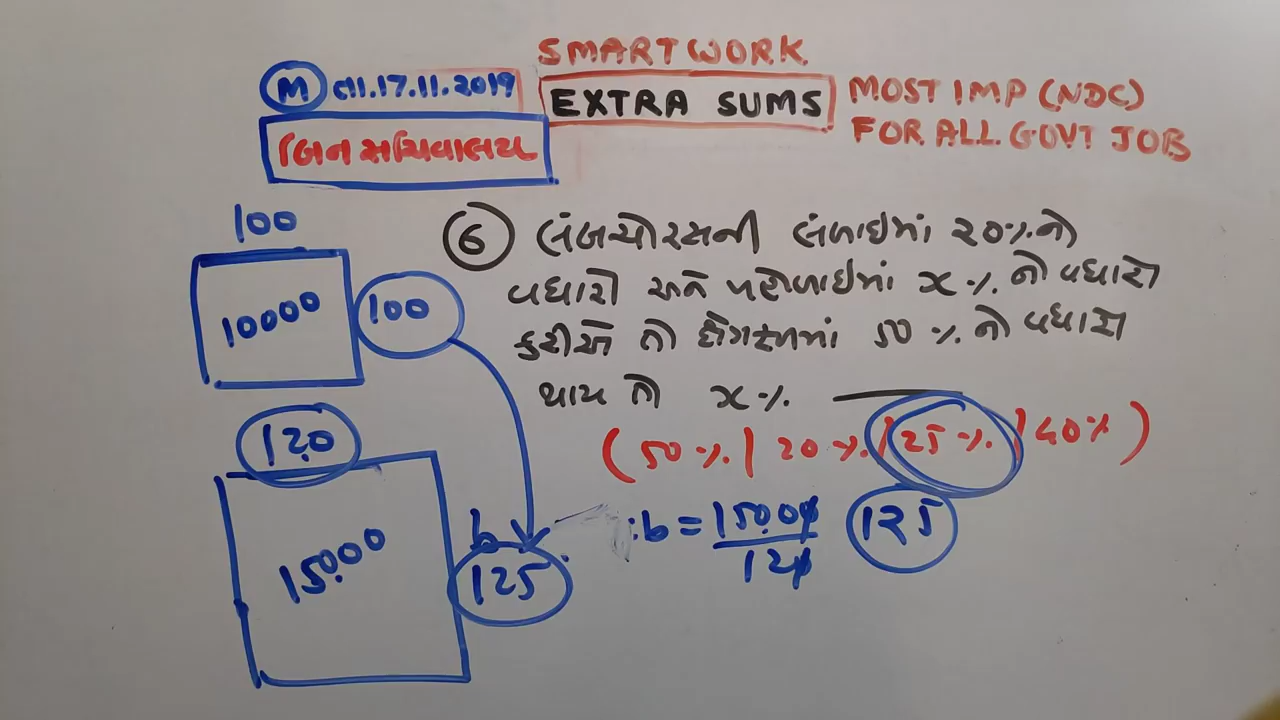 SMART WORK
M તા.17.11.2019
EXTRA SUMS
MOST IMP (NDC)
FOR ALL GOVT JOB
બિન સચિવાલય
100
10000
100
6 લંબચોરસની લંબાઇમાં 20% નો
વધારો અને પહોળાઇમાં x % નો વધારો
કરીએ તો ક્ષેત્રફળમાં 50 % નો વધારો
થાય તો x %
(50 % | 20 % | 25 % | 40%)
120
15000
b
125
:b = 15000
120
125